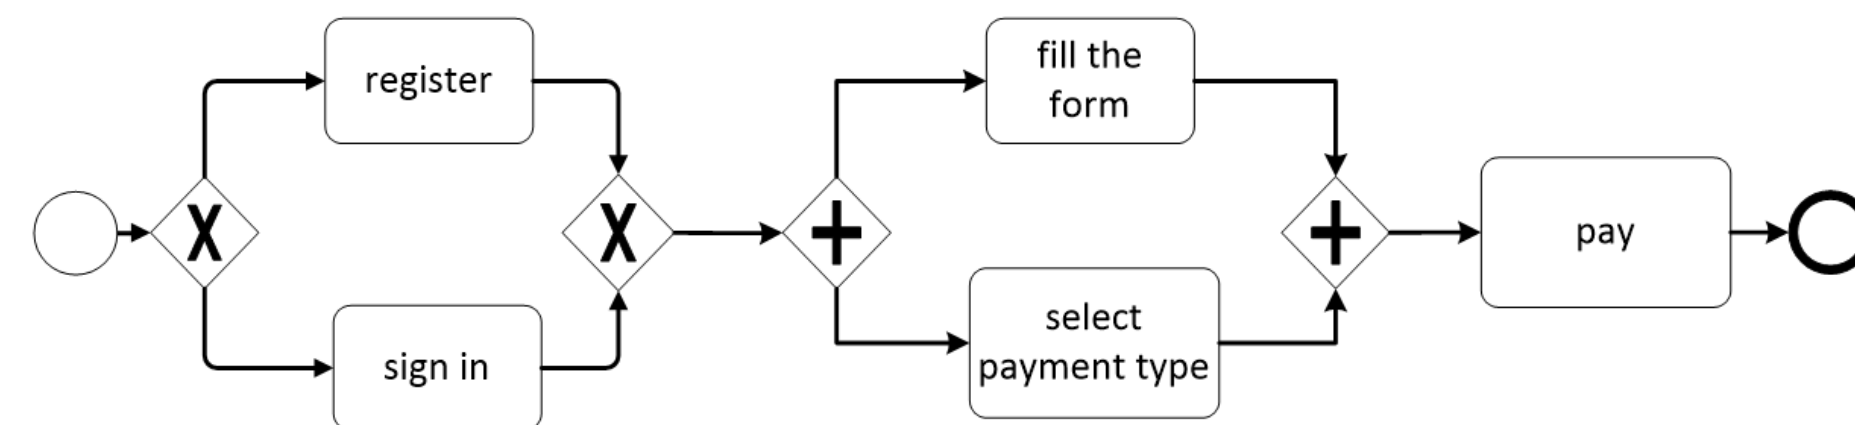 register
X
X
sign in
fill the
form
select
payment type
pay